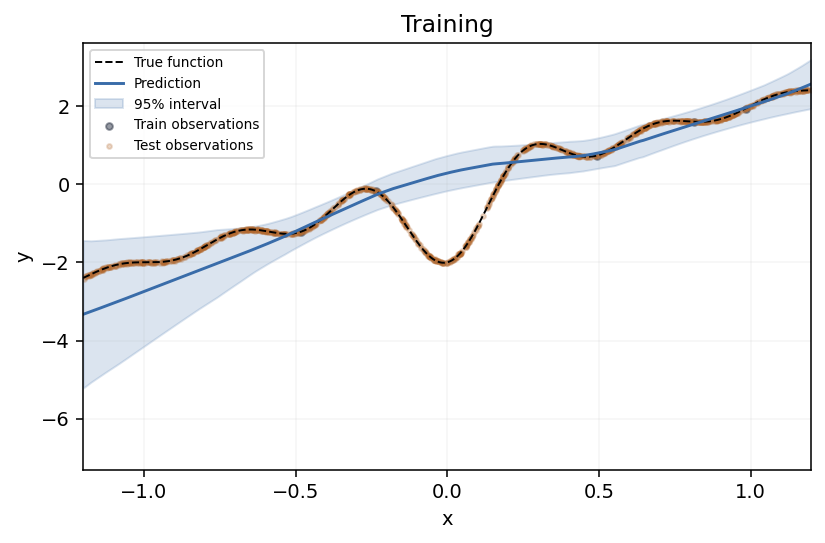 Training
True function
Prediction
95% interval
Train observations
Test observations
y
2
0
−2
−4
−6
−1.0 −0.5 0.0 0.5 1.0
x